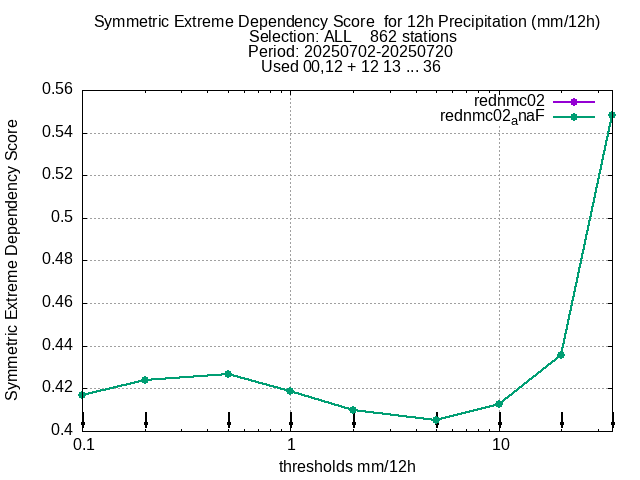 Symmetric Extreme Dependency Score  for 12h Precipitation (mm/12h)
Selection: ALL    862 stations
Period: 20250702-20250720
Used 00,12 + 12 13 ... 36
rednmc02
rednmc02anaF
Symmetric Extreme Dependency Score
0.56
0.54
0.52
0.5
0.48
0.46
0.44
0.42
0.4
0.1
1
10
thresholds mm/12h